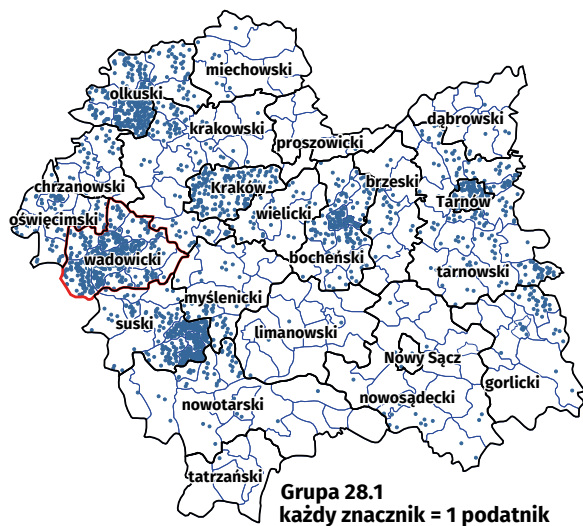 miechowski
olkuski
dąbrowski
krakowski
proszowicki
chrzanowski
Kraków
brzeski
Tarnów
oświęcimski
wielicki
wadowicki
bocheński
tarnowski
myślenicki
suski
limanowski
Nowy Sącz
gorlicki
nowotarski
nowosądecki
tatrzański
Grupa 28.1
każdy znacznik = 1 podatnik